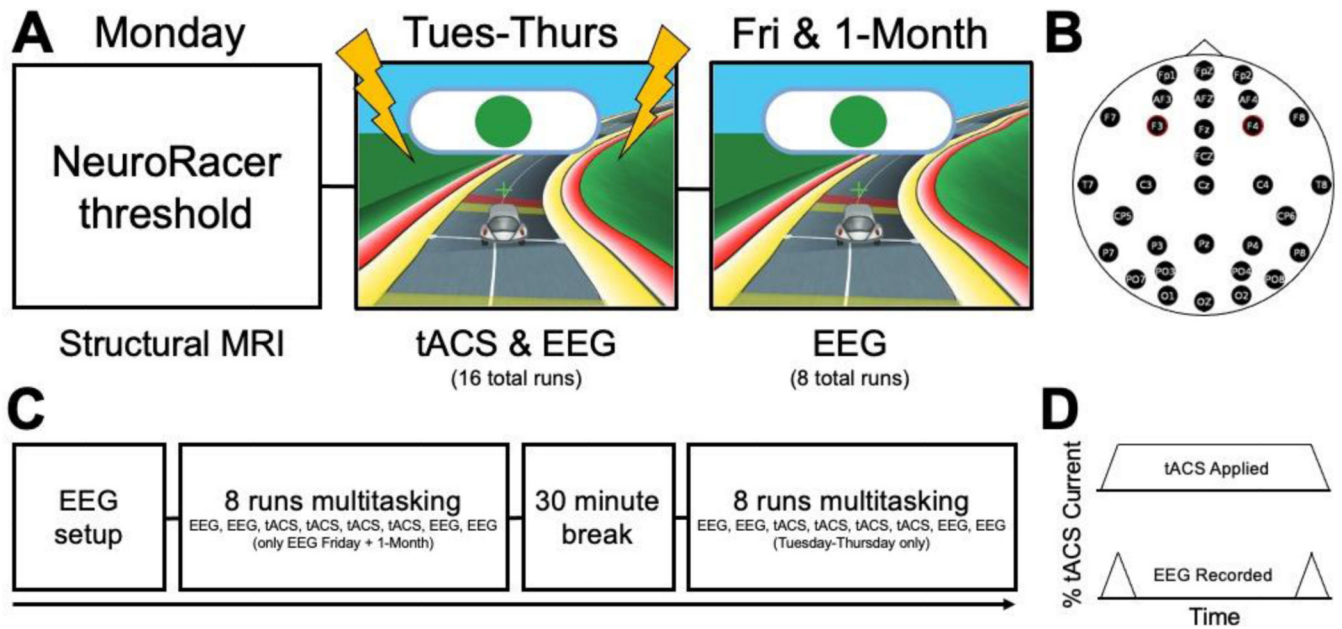 A
Monday
Tues-Thurs
Fri & 1-Month
NeuroRacer
threshold
Structural MRI
tACS & EEG
(16 total runs)
EEG
(8 total runs)
B
Fp1 FpZ Fp2
AF3 AFZ AF4
F7 F3 Fz F4 F8
FCZ
T7 C3 Cz C4 T8
CP5 CP6
P7 P3 Pz P4 P8
PO7 PO3 PO4 PO8
O1 OZ O2
C
EEG
setup
8 runs multitasking
EEG, EEG, tACS, tACS, tACS, tACS, EEG, EEG
(only EEG Friday + 1-Month)
30 minute
break
8 runs multitasking
EEG, EEG, tACS, tACS, tACS, tACS, EEG, EEG
(Tuesday-Thursday only)
D
% tACS Current
tACS Applied
EEG Recorded
Time